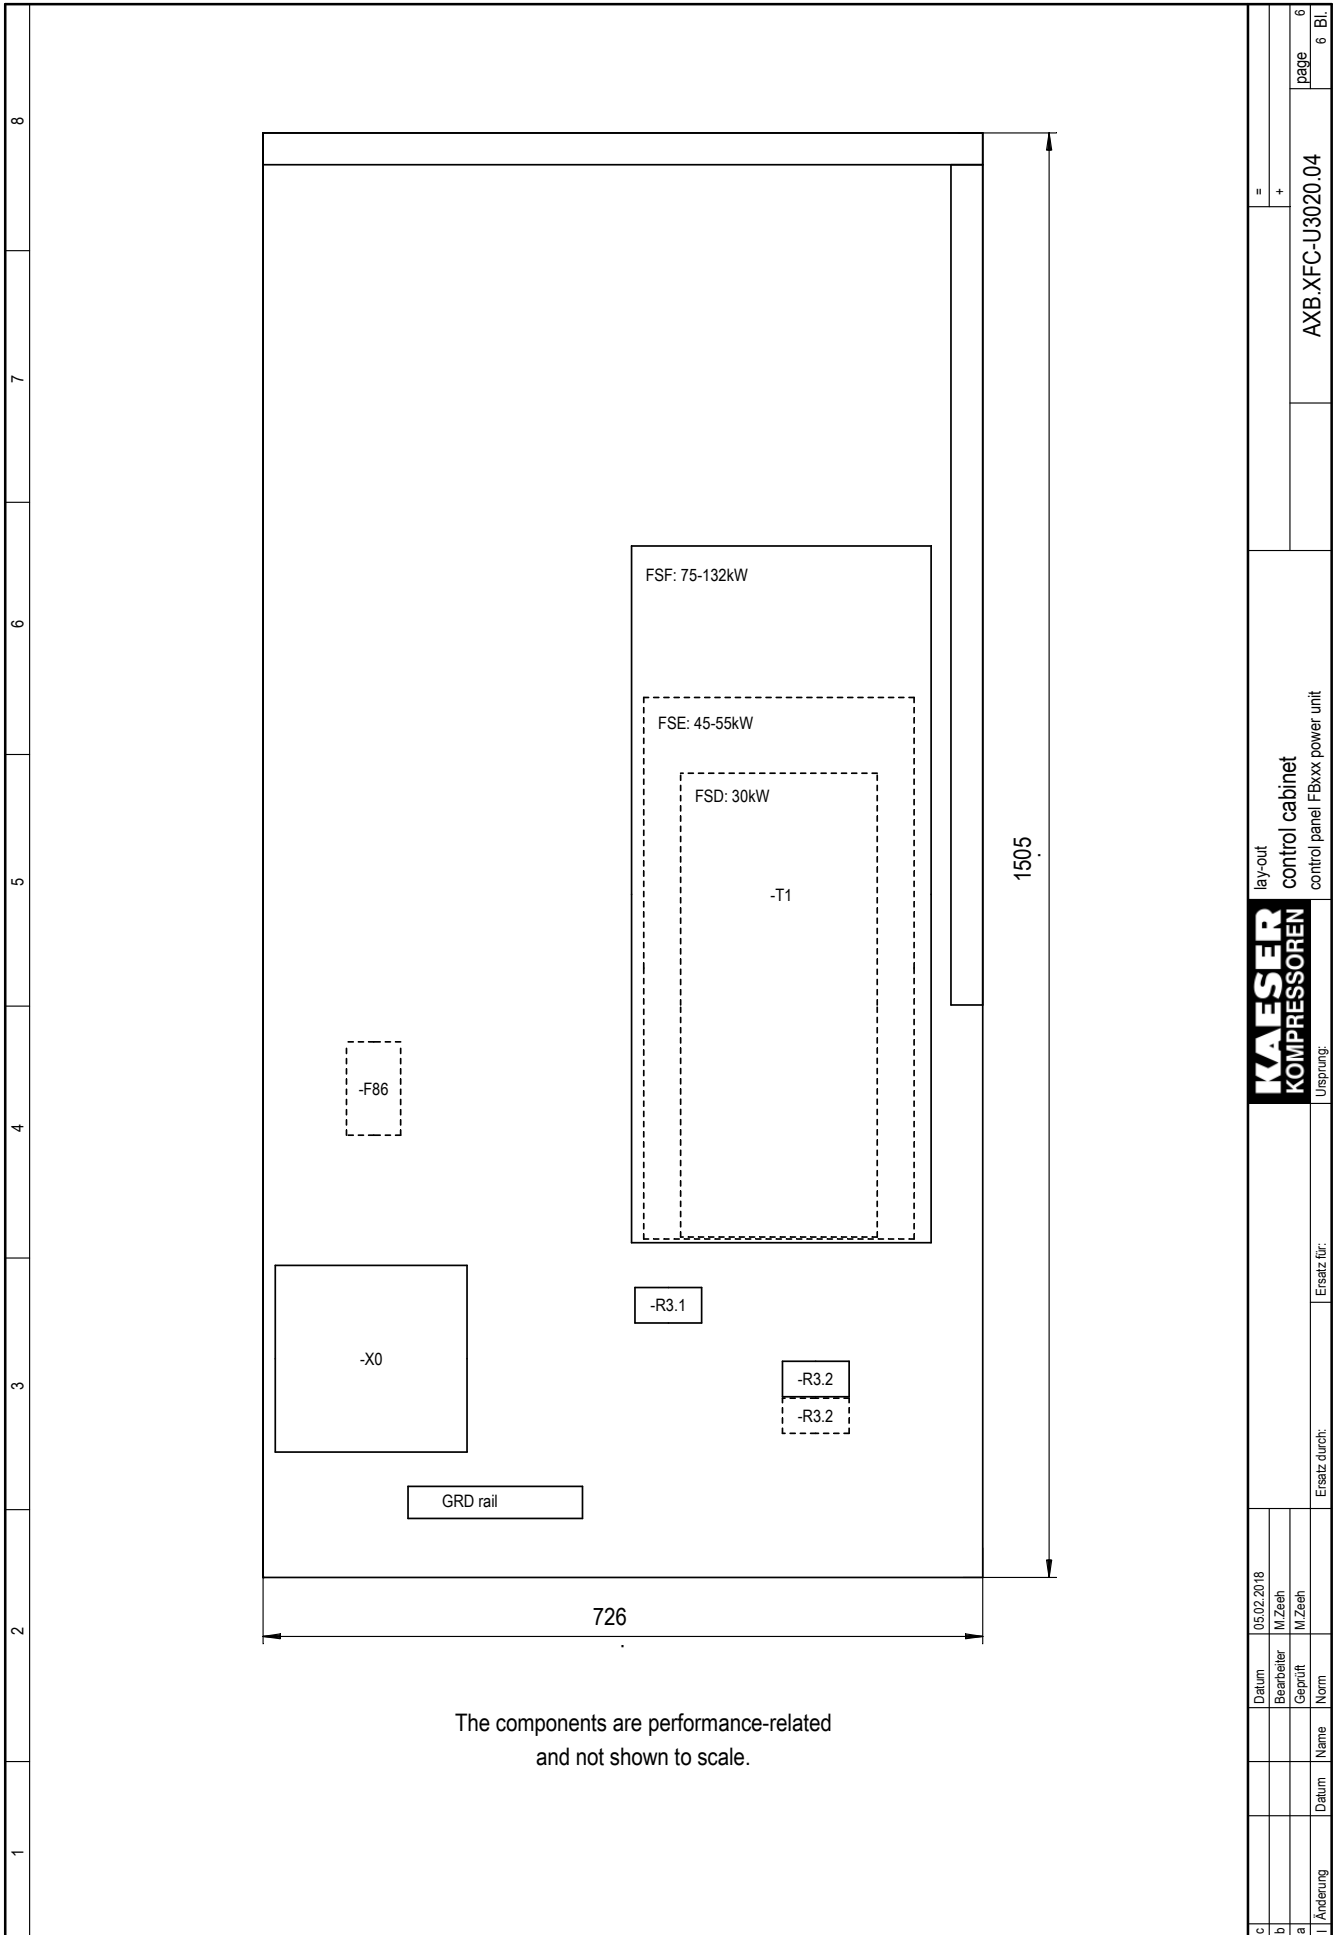 8
7
6
5
4
3
2
1
FSF: 75-132kW
FSE: 45-55kW
FSD: 30kW
-T1
1505
-F86
-X0
-R3.1
-R3.2
-R3.2
GRD rail
726
The components are performance-related
and not shown to scale.
c
b
a
Änderung
Datum
Name
Datum
05.02.2018
Bearbeiter
M.Zeeh
Geprüft
M.Zeeh
Norm
Ersatz durch:
Ersatz für:
Ursprung:
KAESER
KOMPRESSOREN
lay-out
control cabinet
control panel FBxxx power unit
=
+
AXB.XFC-U3020.04
page 6
6 Bl.